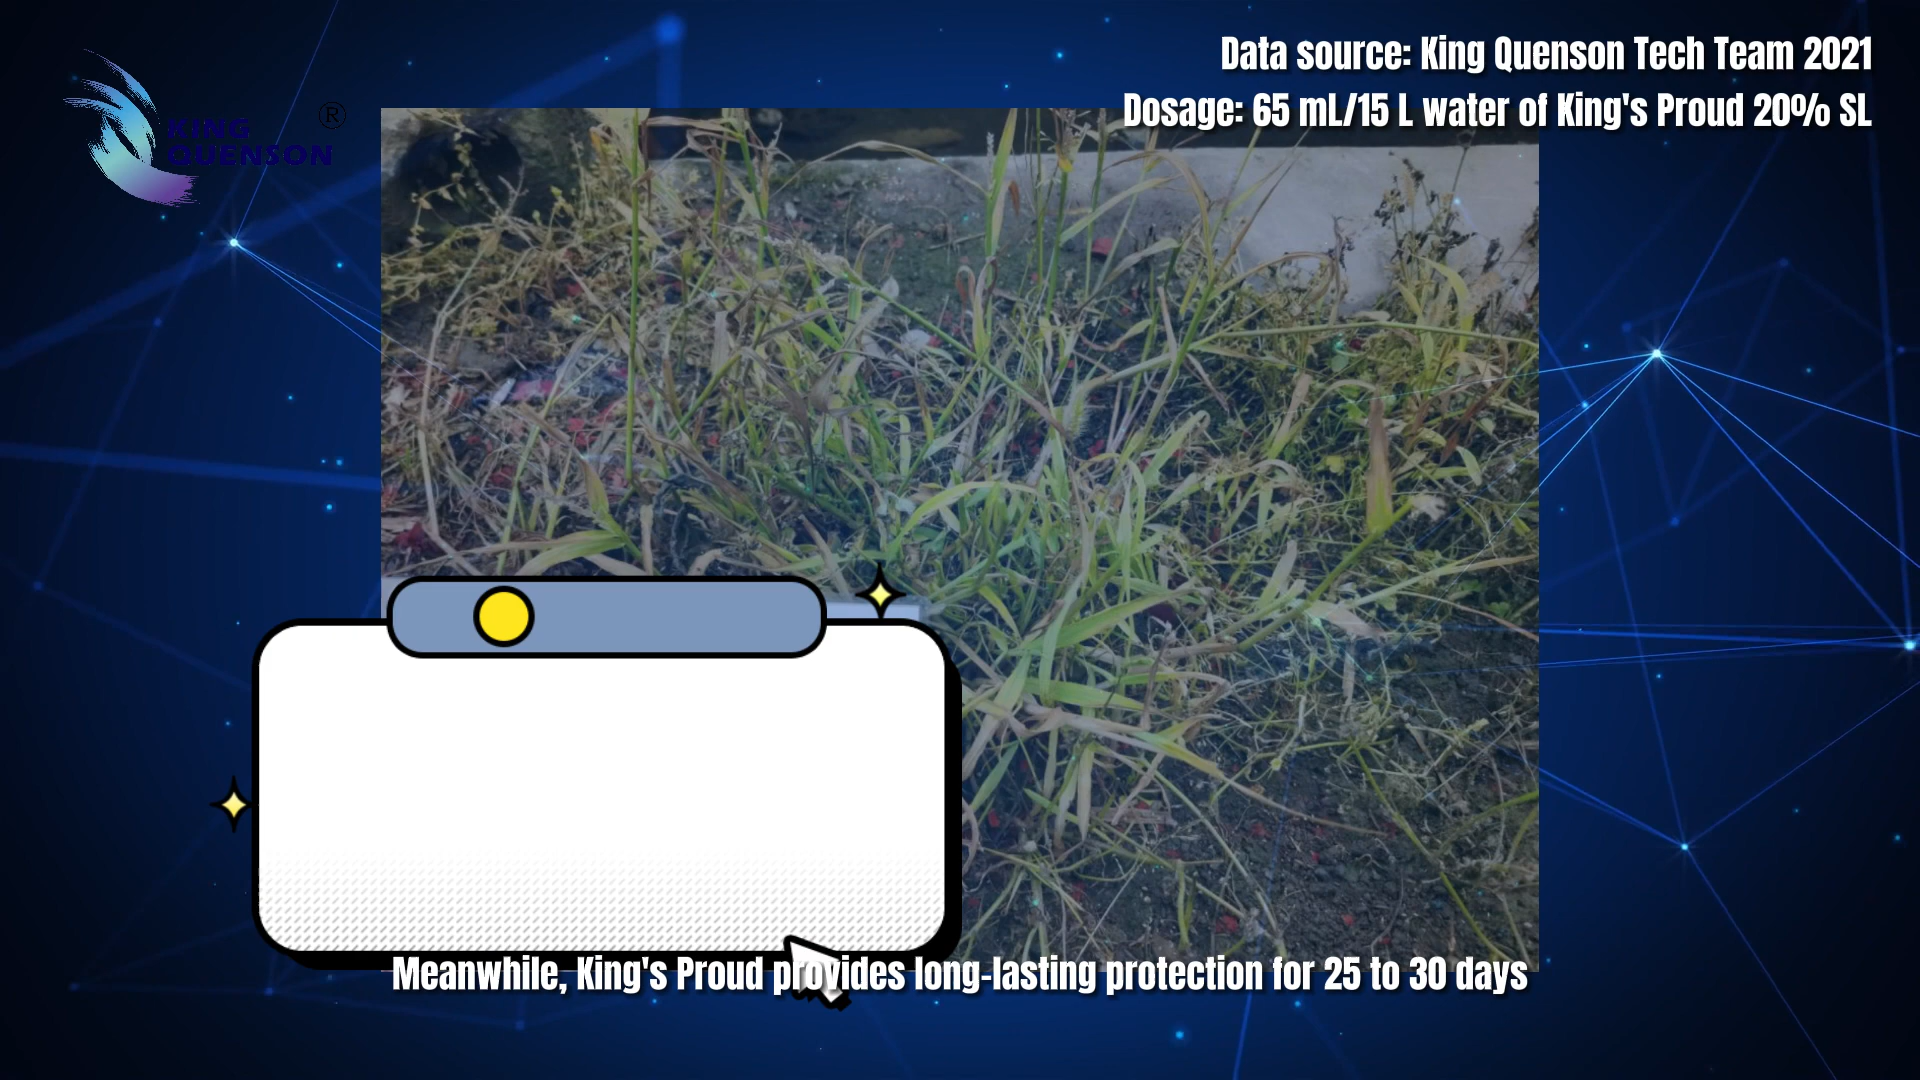 KING
QUENSON
®
Data source: King Quenson Tech Team 2021
Dosage: 65 mL/15 L water of King's Proud 20% SL
Meanwhile, King's Proud provides long-lasting protection for 25 to 30 days